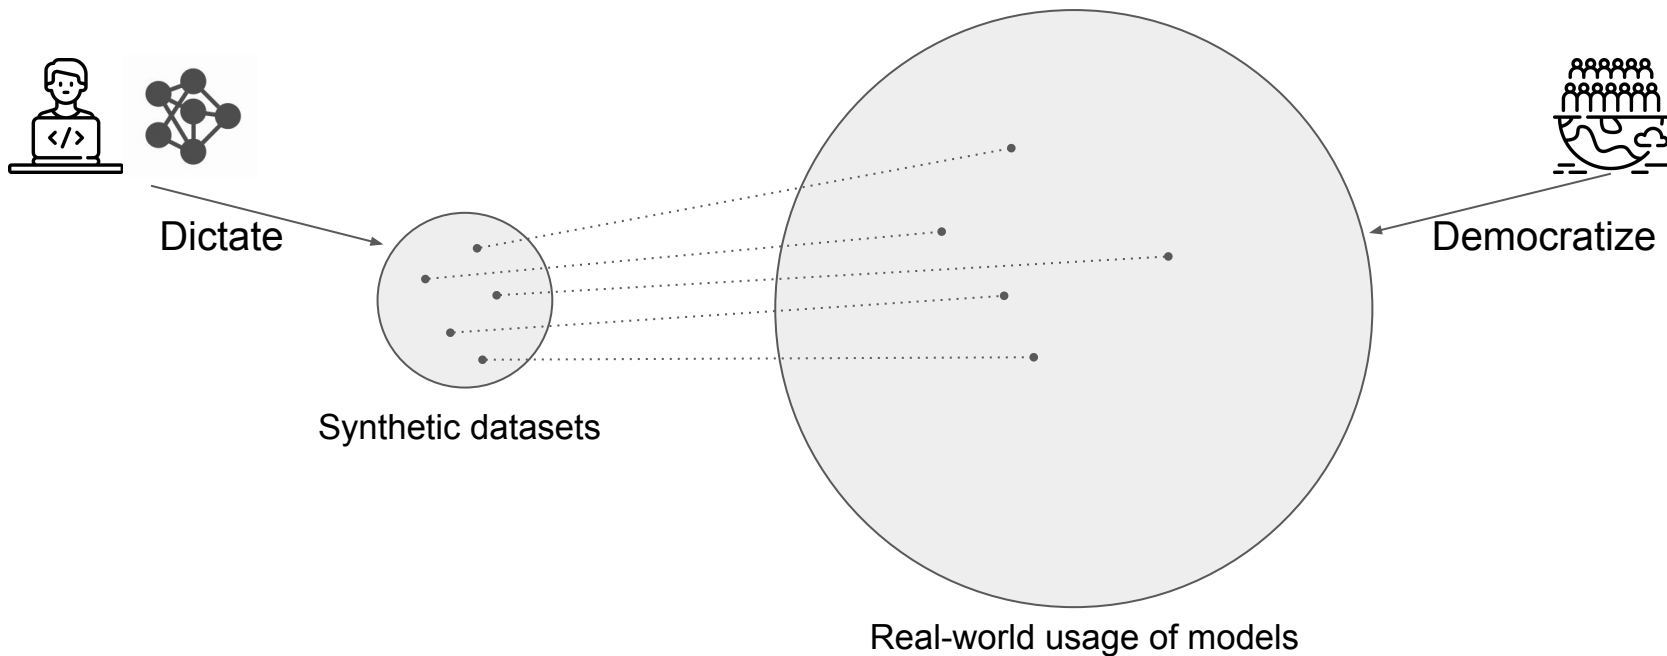 </>
Dictate
Democratize
Synthetic datasets
Real-world usage of models